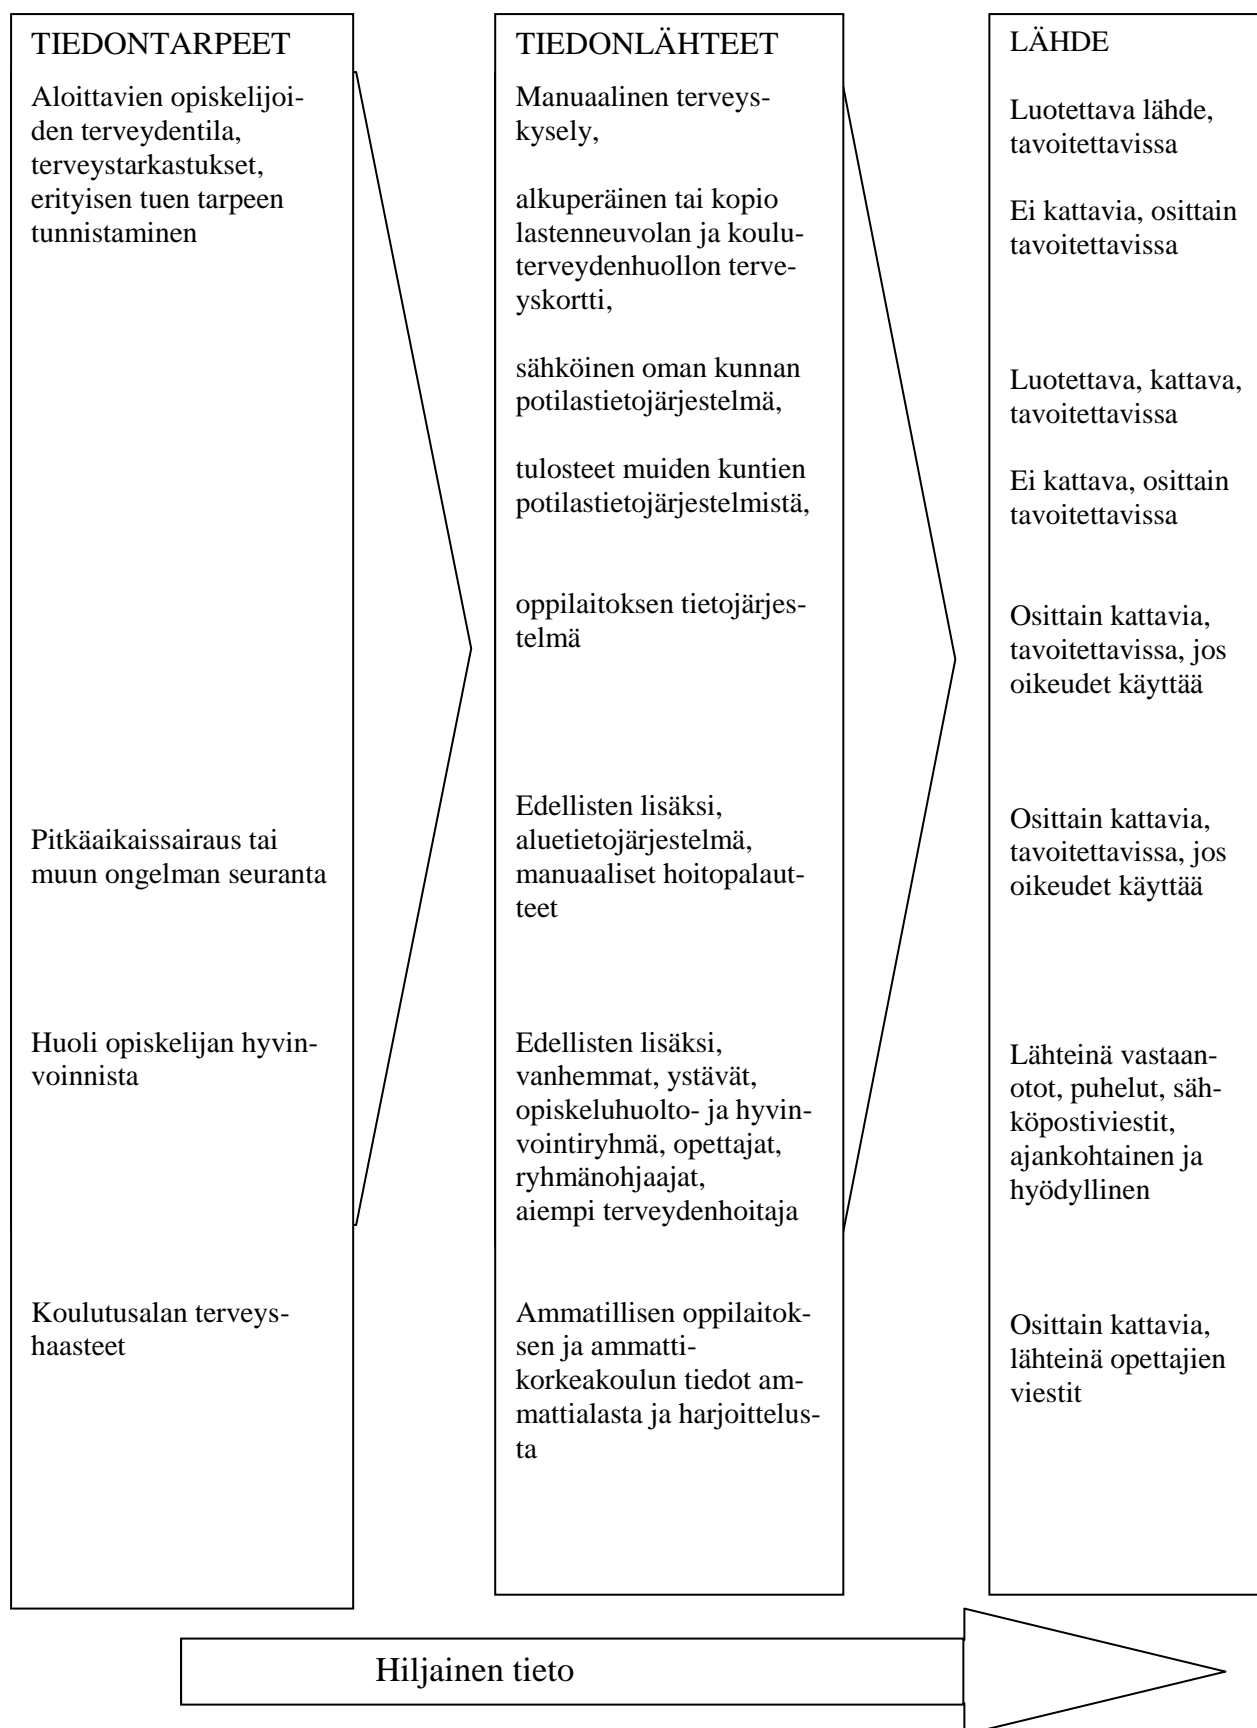 TIEDONTARPEET
Aloittavien opiskelijoi-
den terveydentila,
terveystarkastukset,
erityisen tuen tarpeen
tunnistaminen
Pitkäaikaissairaus tai
muun ongelman seuranta
Huoli opiskelijan hyvin-
voinnista
Koulutusalan terveys-
haasteet
TIEDONLÄHTEET
Manuaalinen terveys-
kysely,
alkuperäinen tai kopio
lastenneuvolan ja koulu-
terveydenhuollon terve-
yskortti,
sähköinen oman kunnan
potilastietojärjestelmä,
tulosteet muiden kuntien
potilastietojärjestelmistä,
oppilaitoksen tietojärjes-
telmä
Edellisten lisäksi,
aluetietojärjestelmä,
manuaaliset hoitopalaut-
teet
Edellisten lisäksi,
vanhemmat, ystävät,
opiskeluhuolto- ja hyvin-
vointiryhmä, opettajat,
ryhmänohjaajat,
aiempi terveydenhoitaja
Ammatillisen oppilaitok-
sen ja ammatti-
korkeakoulun tiedot am-
mattialasta ja harjoittelus-
ta
LÄHDE
Luotettava lähde,
tavoitettavissa
Ei kattavia, osittain
tavoitettavissa
Luotettava, kattava,
tavoitettavissa
Ei kattava, osittain
tavoitettavissa
Osittain kattavia,
tavoitettavissa, jos
oikeudet käyttää
Osittain kattavia,
tavoitettavissa, jos
oikeudet käyttää
Lähteinä vastaan-
otot, puhelut, säh-
köpostiviestit,
ajankohtainen ja
hyödyllinen
Osittain kattavia,
lähteinä opettajien
viestit
Hiljainen tieto